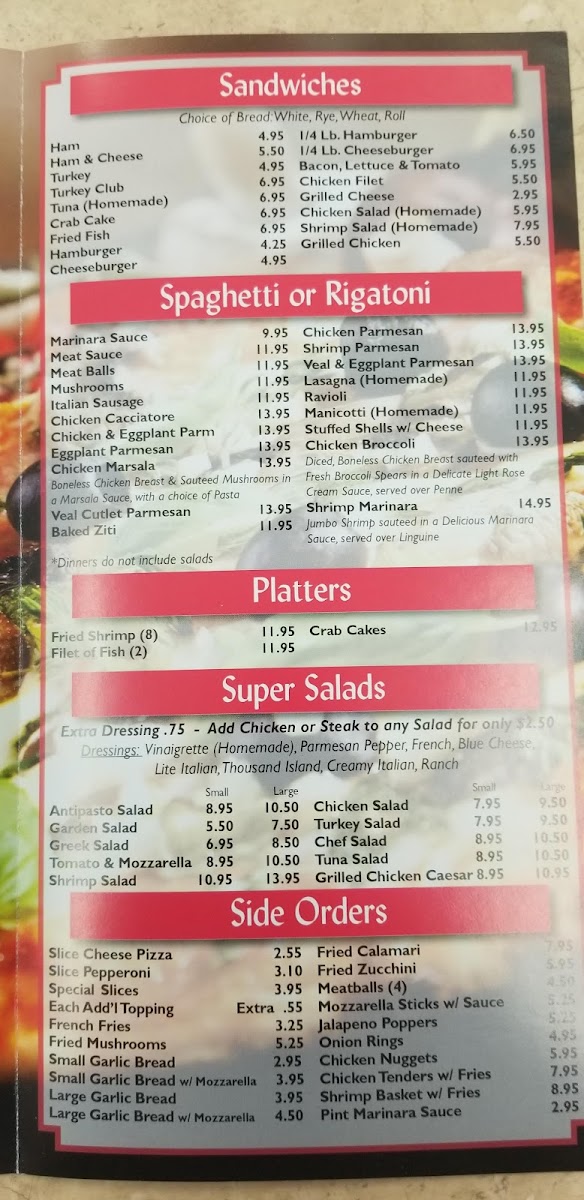 Sandwiches
Choice of Bread: White, Rye, Wheat, Roll
Ham 4.95
Ham & Cheese 5.50
Turkey 4.95
Turkey Club 6.95
Tuna (Homemade) 6.95
Crab Cake 6.95
Fried Fish 6.95
Hamburger 4.25
Cheeseburger 4.95
1/4 Lb. Hamburger 6.50
1/4 Lb. Cheeseburger 6.95
Bacon, Lettuce & Tomato 5.95
Chicken Filet 5.50
Grilled Cheese 2.95
Chicken Salad (Homemade) 5.95
Shrimp Salad (Homemade) 7.95
Grilled Chicken 5.50
Spaghetti or Rigatoni
Marinara Sauce 9.95
Meat Sauce 11.95
Meat Balls 11.95
Mushrooms 11.95
Italian Sausage 11.95
Chicken Cacciatore 13.95
Chicken & Eggplant Parm 13.95
Eggplant Parmesan 13.95
Chicken Marsala 13.95
Boneless Chicken Breast & Sauteed Mushrooms in
a Marsala Sauce, with a choice of Pasta
Veal Cutlet Parmesan 13.95
Baked Ziti 11.95
*Dinners do not include salads
Chicken Parmesan 13.95
Shrimp Parmesan 13.95
Veal & Eggplant Parmesan 13.95
Lasagna (Homemade) 11.95
Ravioli 11.95
Manicotti (Homemade) 11.95
Stuffed Shells w/ Cheese 11.95
Chicken Broccoli 13.95
Diced, Boneless Chicken Breast sauteed with
Fresh Broccoli Spears in a Delicate Light Rose
Cream Sauce, served over Penne
Shrimp Marinara 14.95
Jumbo Shrimp sauteed in a Delicious Marinara
Sauce, served over Linguine
Platters
Fried Shrimp (8) 11.95
Filet of Fish (2) 11.95
Crab Cakes 12.95
Super Salads
Extra Dressing .75 - Add Chicken or Steak to any Salad for only $2.50
Dressings: Vinaigrette (Homemade), Parmesan Pepper, French, Blue Cheese,
Lite Italian, Thousand Island, Creamy Italian, Ranch
Small Large
Antipasto Salad 8.95 10.50
Garden Salad 5.50 7.50
Greek Salad 6.95 8.50
Tomato & Mozzarella 8.95 10.50
Shrimp Salad 10.95 13.95
Small Large
Chicken Salad 7.95 9.50
Turkey Salad 7.95 9.50
Chef Salad 8.95 10.50
Tuna Salad 8.95 10.50
Grilled Chicken Caesar 8.95 10.95
Side Orders
Slice Cheese Pizza 2.55
Slice Pepperoni 3.10
Special Slices 3.95
Each Add'l Topping Extra .55
French Fries 3.25
Fried Mushrooms 5.25
Small Garlic Bread 2.95
Small Garlic Bread w/ Mozzarella 3.95
Large Garlic Bread 3.95
Large Garlic Bread w/ Mozzarella 4.50
Fried Calamari 7.95
Fried Zucchini 5.95
Meatballs (4) 4.50
Mozzarella Sticks w/ Sauce 5.25
Jalapeno Poppers 5.25
Onion Rings 4.95
Chicken Nuggets 5.95
Chicken Tenders w/ Fries 7.95
Shrimp Basket w/ Fries 8.95
Pint Marinara Sauce 2.95